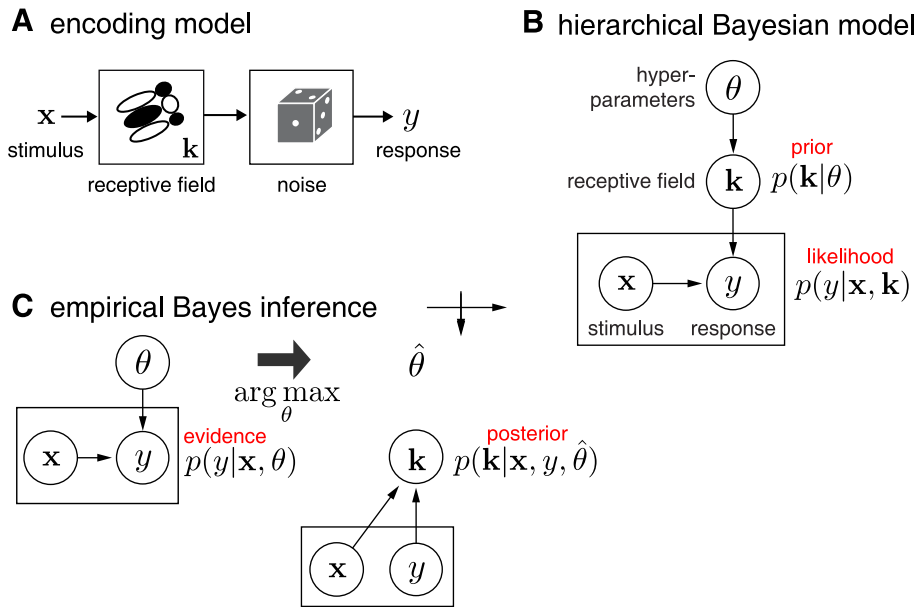 A encoding model
x
stimulus
k
receptive field
noise
y
response
B hierarchical Bayesian model
hyper-
parameters
θ
receptive field
k
prior
p(k|θ)
x
stimulus
y
response
likelihood
p(y|x, k)
C empirical Bayes inference
θ
x
y
evidence
p(y|x, θ)
arg max
θ
θ̂
k
posterior
p(k|x, y, θ̂)
x
y